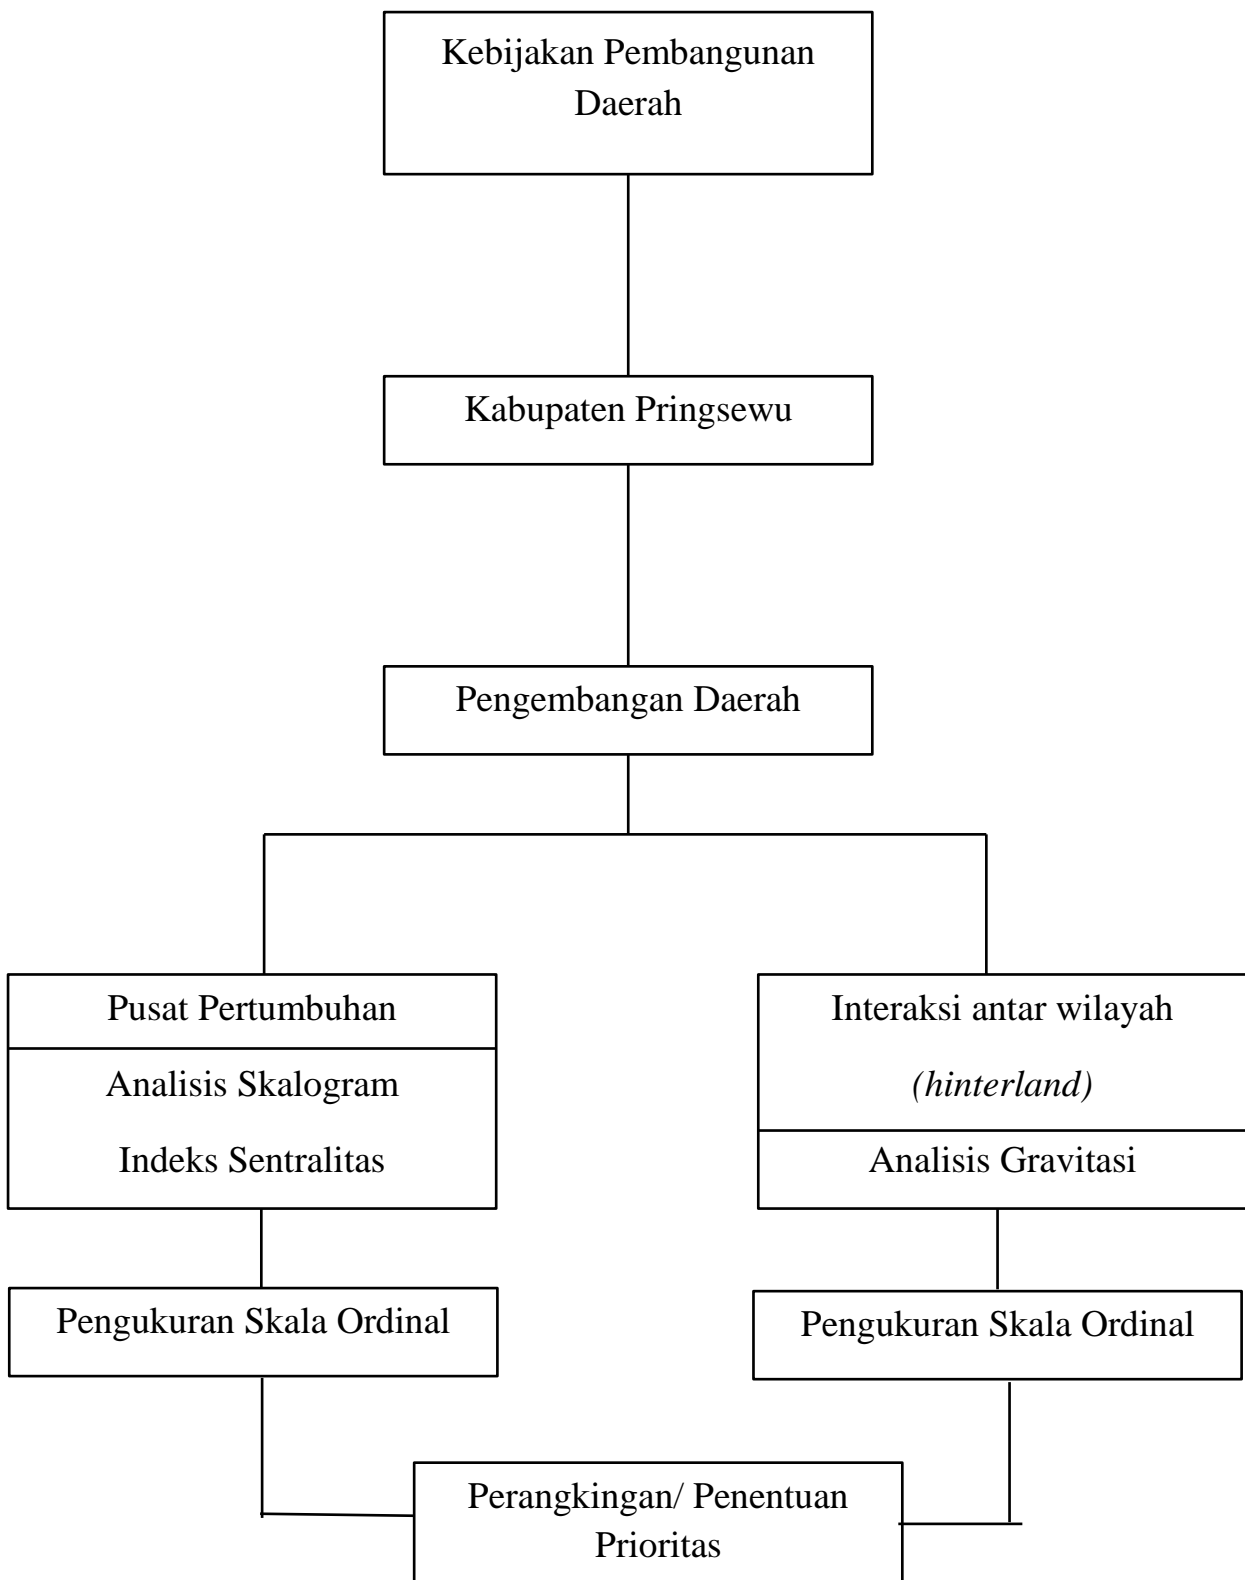 Kebijakan Pembangunan
Daerah
Kabupaten Pringsewu
Pengembangan Daerah
Pusat Pertumbuhan
Analisis Skalogram
Indeks Sentralitas
Interaksi antar wilayah
(hinterland)
Analisis Gravitasi
Pengukuran Skala Ordinal
Pengukuran Skala Ordinal
Perangkingan/ Penentuan
Prioritas